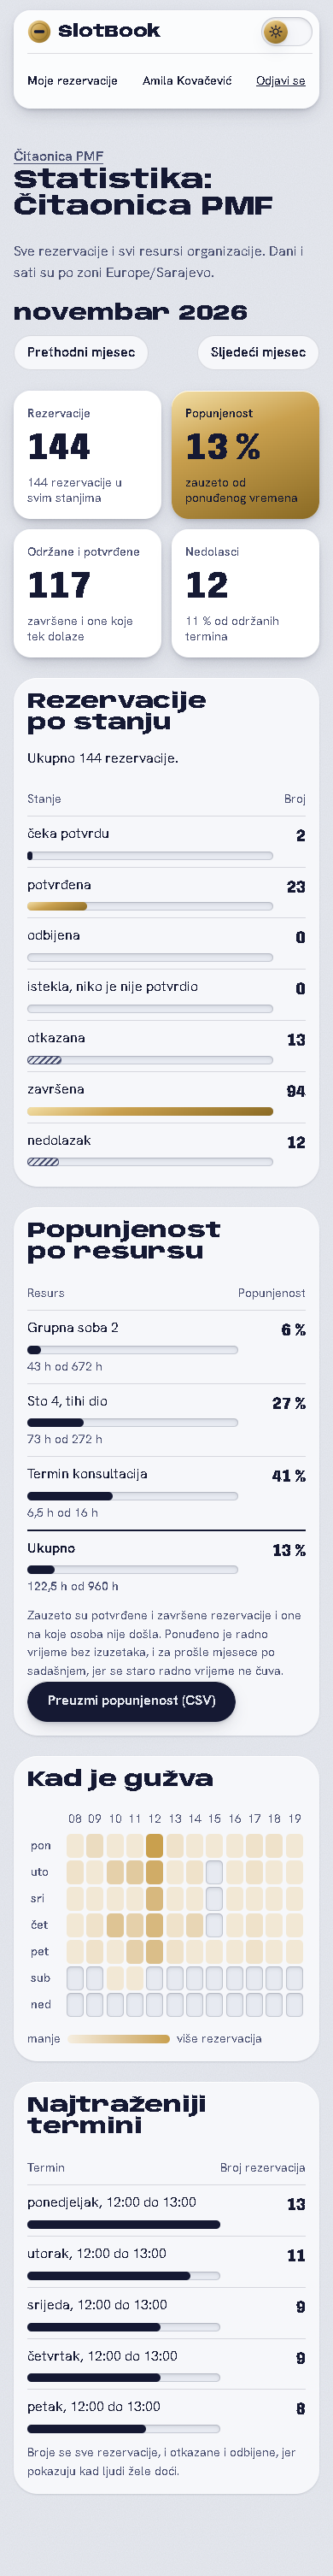 SlotBook
Moje rezervacije Amila Kovačević Odjavi se
Čitaonica PMF
Statistika:
Čitaonica PMF
Sve rezervacije i svi resursi organizacije. Dani i
sati su po zoni Europe/Sarajevo.
novembar 2026
Prethodni mjesec Sljedeći mjesec
Rezervacije
144
144 rezervacije u
svim stanjima
Popunjenost
13 %
zauzeto od
ponuđenog vremena
Održane i potvrđene
117
završene i one koje
tek dolaze
Nedolasci
12
11 % od održanih
termina
Rezervacije
po stanju
Ukupno 144 rezervacije.
Stanje Broj
čeka potvrdu 2
potvrđena 23
odbijena 0
istekla, niko je nije potvrdio 0
otkazana 13
završena 94
nedolazak 12
Popunjenost
po resursu
Resurs Popunjenost
Grupna soba 2 6 %
43 h od 672 h
Sto 4, tihi dio 27 %
73 h od 272 h
Termin konsultacija 41 %
6,5 h od 16 h
Ukupno 13 %
122,5 h od 960 h
Zauzeto su potvrđene i završene rezervacije i one
na koje osoba nije došla. Ponuđeno je radno
vrijeme bez izuzetaka, i za prošle mjesece po
sadašnjem, jer se staro radno vrijeme ne čuva.
Preuzmi popunjenost (CSV)
Kad je gužva
08 09 10 11 12 13 14 15 16 17 18 19
pon
uto
sri
čet
pet
sub
ned
manje više rezervacija
Najtraženiji
termini
Termin Broj rezervacija
ponedjeljak, 12:00 do 13:00 13
utorak, 12:00 do 13:00 11
srijeda, 12:00 do 13:00 9
četvrtak, 12:00 do 13:00 9
petak, 12:00 do 13:00 8
Broje se sve rezervacije, i otkazane i odbijene, jer
pokazuju kad ljudi žele doći.